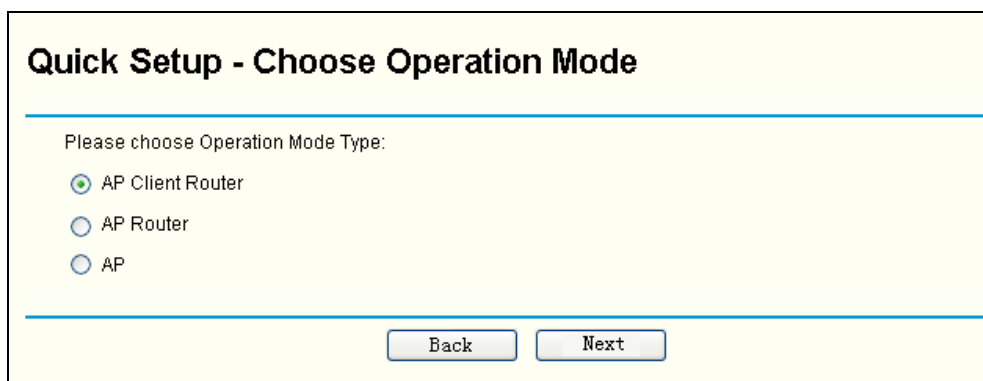 Quick Setup - Choose Operation Mode
Please choose Operation Mode Type:
AP Client Router
AP Router
AP
Back Next